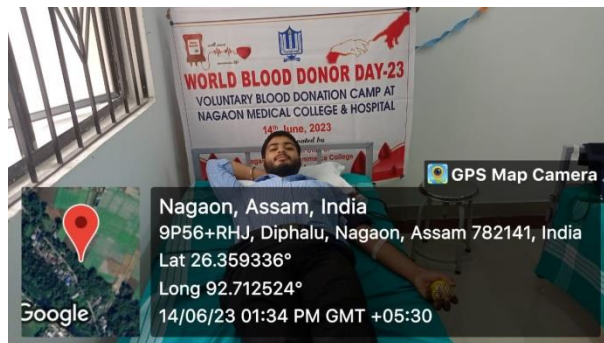 WORLD BLOOD DONOR DAY-23
VOLUNTARY BLOOD DONATION CAMP AT
NAGAON MEDICAL COLLEGE & HOSPITAL
14th June, 2023
by
College
GPS Map Camera
Nagaon, Assam, India
9P56+RHJ, Diphalu, Nagaon, Assam 782141, India
Lat 26.359336°
Long 92.712524°
14/06/23 01:34 PM GMT +05:30
Google